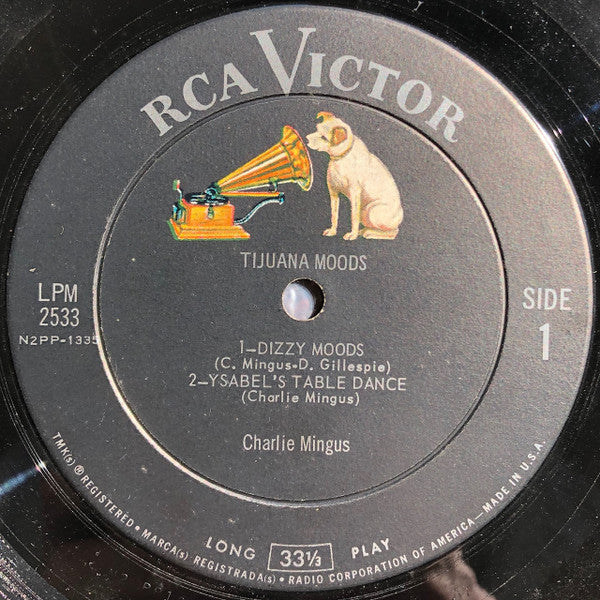 RCA VICTOR
TIJUANA MOODS
LPM
2533
N2PP-1335
SIDE
1
1—DIZZY MOODS
(C. Mingus-D. Gillespie)
2—YSABEL'S TABLE DANCE
(Charlie Mingus)
Charlie Mingus
LONG 33⅓ PLAY
TMK(s) ® REGISTERED • MARCA(s) REGISTRADA(s) • RADIO CORPORATION OF AMERICA—MADE IN U.S.A.